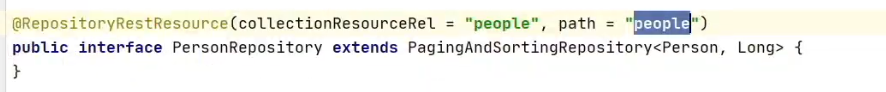 @RepositoryRestResource(collectionResourceRel = "people", path = "people")
public interface PersonRepository extends PagingAndSortingRepository<Person, Long> {
}